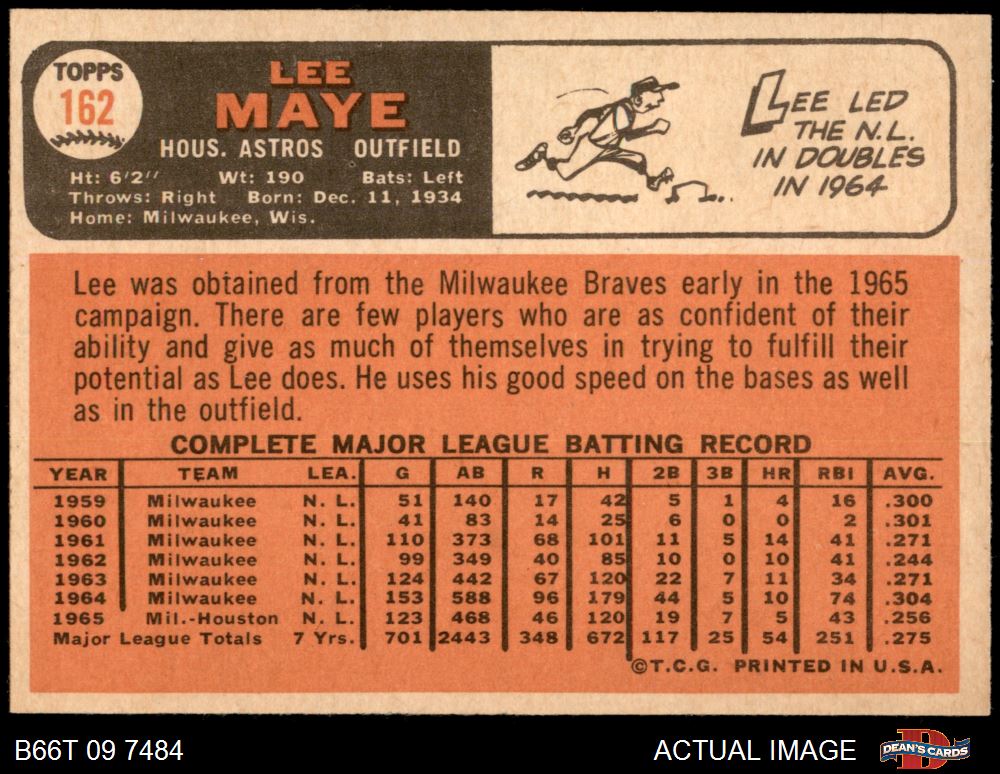 TOPPS
162
LEE
MAYE
HOUS. ASTROS OUTFIELD
Ht: 6'2" Wt: 190 Bats: Left
Throws: Right Born: Dec. 11, 1934
Home: Milwaukee, Wis.
LEE LED
THE N.L.
IN DOUBLES
IN 1964
Lee was obtained from the Milwaukee Braves early in the 1965
campaign. There are few players who are as confident of their
ability and give as much of themselves in trying to fulfill their
potential as Lee does. He uses his good speed on the bases as well
as in the outfield.
COMPLETE MAJOR LEAGUE BATTING RECORD
YEAR TEAM LEA. G AB R H 2B 3B HR RBI AVG.
1959 Milwaukee N. L. 51 140 17 42 5 1 4 16 .300
1960 Milwaukee N. L. 41 83 14 25 6 0 0 2 .301
1961 Milwaukee N. L. 110 373 68 101 11 5 14 41 .271
1962 Milwaukee N. L. 99 349 40 85 10 0 10 41 .244
1963 Milwaukee N. L. 124 442 67 120 22 7 11 34 .271
1964 Milwaukee N. L. 153 588 96 179 44 5 10 74 .304
1965 Mil.-Houston N. L. 123 468 46 120 19 7 5 43 .256
Major League Totals 7 Yrs. 701 2443 348 672 117 25 54 251 .275
©T.C.G. PRINTED IN U.S.A.
B66T 09 7484 ACTUAL IMAGE DEAN'S CARDS